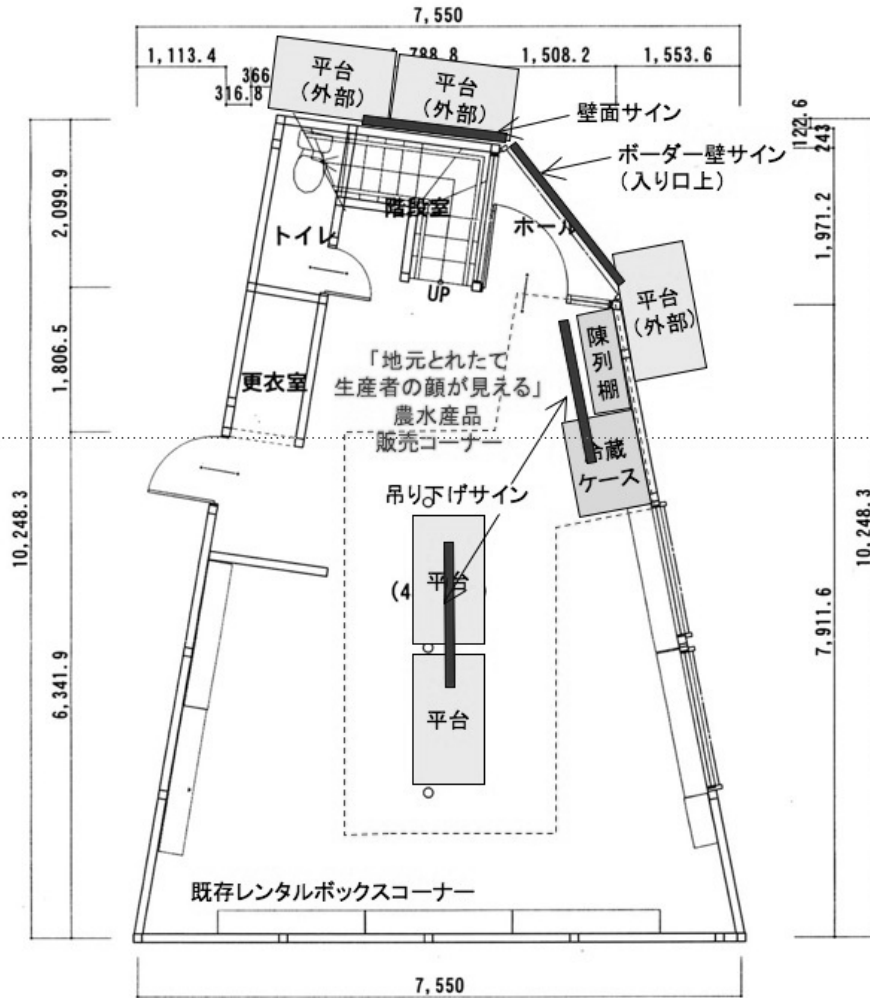 7,550
1,113.4
788.8
1,508.2
1,553.6
366
316.8
平台
(外部)
平台
(外部)
壁面サイン
ボーダー壁サイン
(入り口上)
122.6
243
2,099.9
1,971.2
階段室
トイレ
ホール
UP
平台
(外部)
陳列棚
1,806.5
「地元とれたて
生産者の顔が見える」
農水産品
販売コーナー
更衣室
冷蔵
ケース
吊り下げサイン
10,248.3
10,248.3
平台
(4
7,911.6
6,341.9
平台
既存レンタルボックスコーナー
7,550